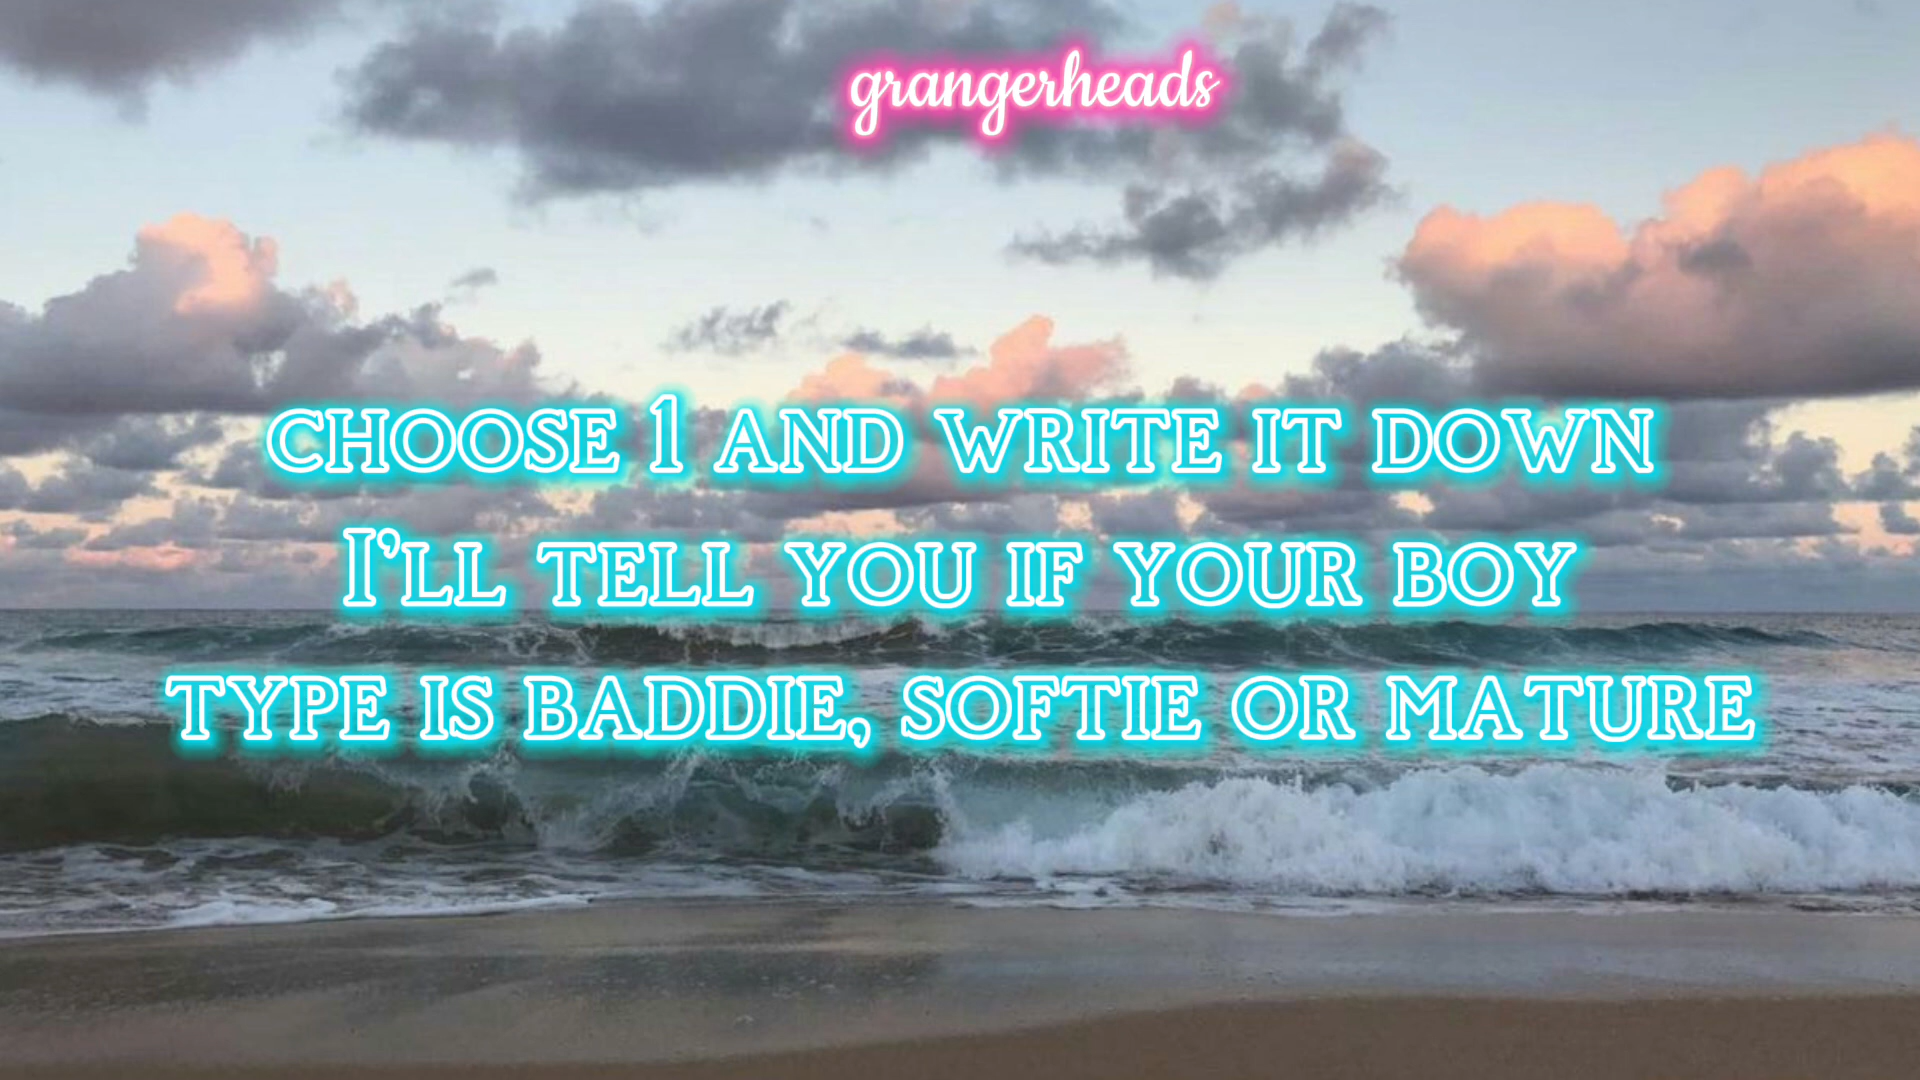 grangerheads
CHOOSE 1 AND WRITE IT DOWN
I'LL TELL YOU IF YOUR BOY
TYPE IS BADDIE, SOFTIE OR MATURE